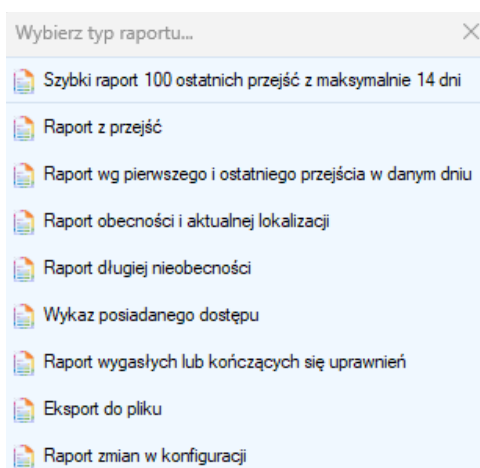 Wybierz typ raportu...
Szybki raport 100 ostatnich przejść z maksymalnie 14 dni
Raport z przejść
Raport wg pierwszego i ostatniego przejścia w danym dniu
Raport obecności i aktualnej lokalizacji
Raport długiej nieobecności
Wykaz posiadanego dostępu
Raport wygasłych lub kończących się uprawnień
Eksport do pliku
Raport zmian w konfiguracji